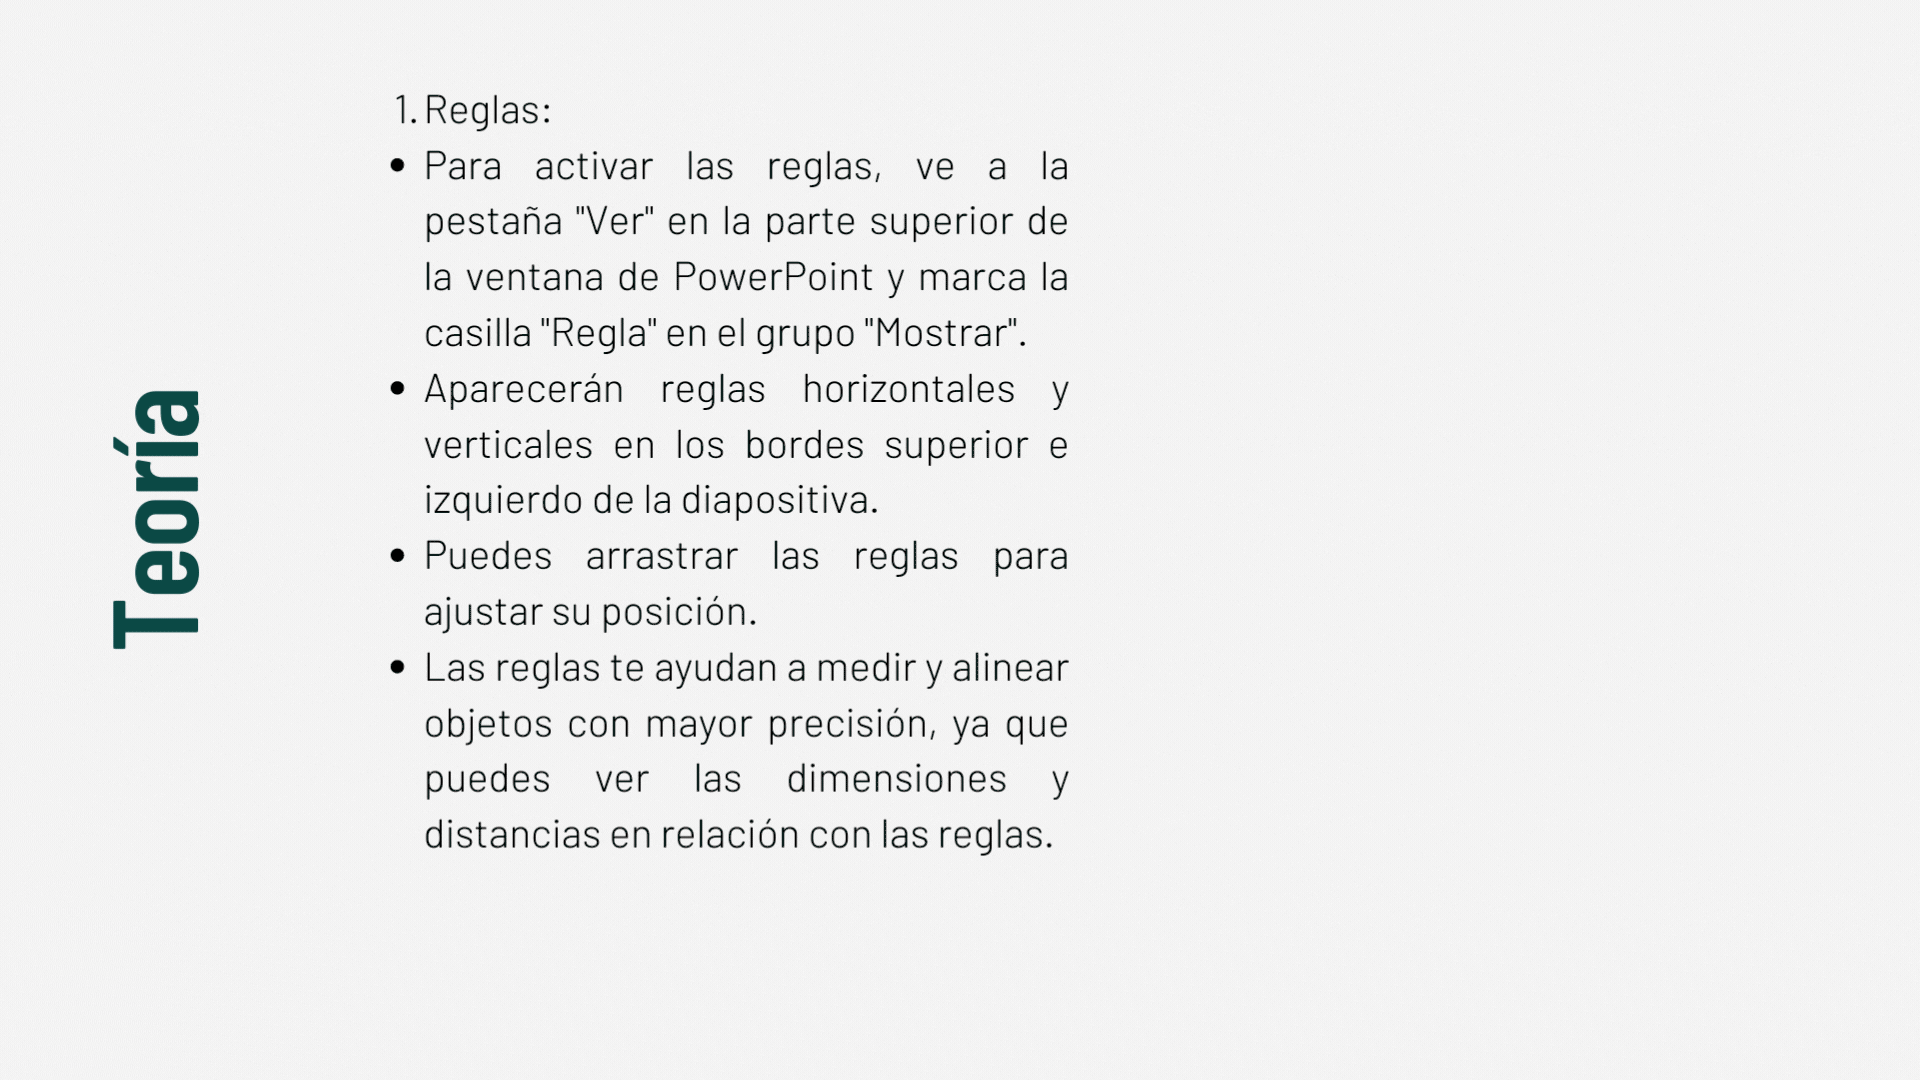 Teoría
1. Reglas:
• Para activar las reglas, ve a la
pestaña "Ver" en la parte superior de
la ventana de PowerPoint y marca la
casilla "Regla" en el grupo "Mostrar".
• Aparecerán reglas horizontales y
verticales en los bordes superior e
izquierdo de la diapositiva.
• Puedes arrastrar las reglas para
ajustar su posición.
• Las reglas te ayudan a medir y alinear
objetos con mayor precisión, ya que
puedes ver las dimensiones y
distancias en relación con las reglas.